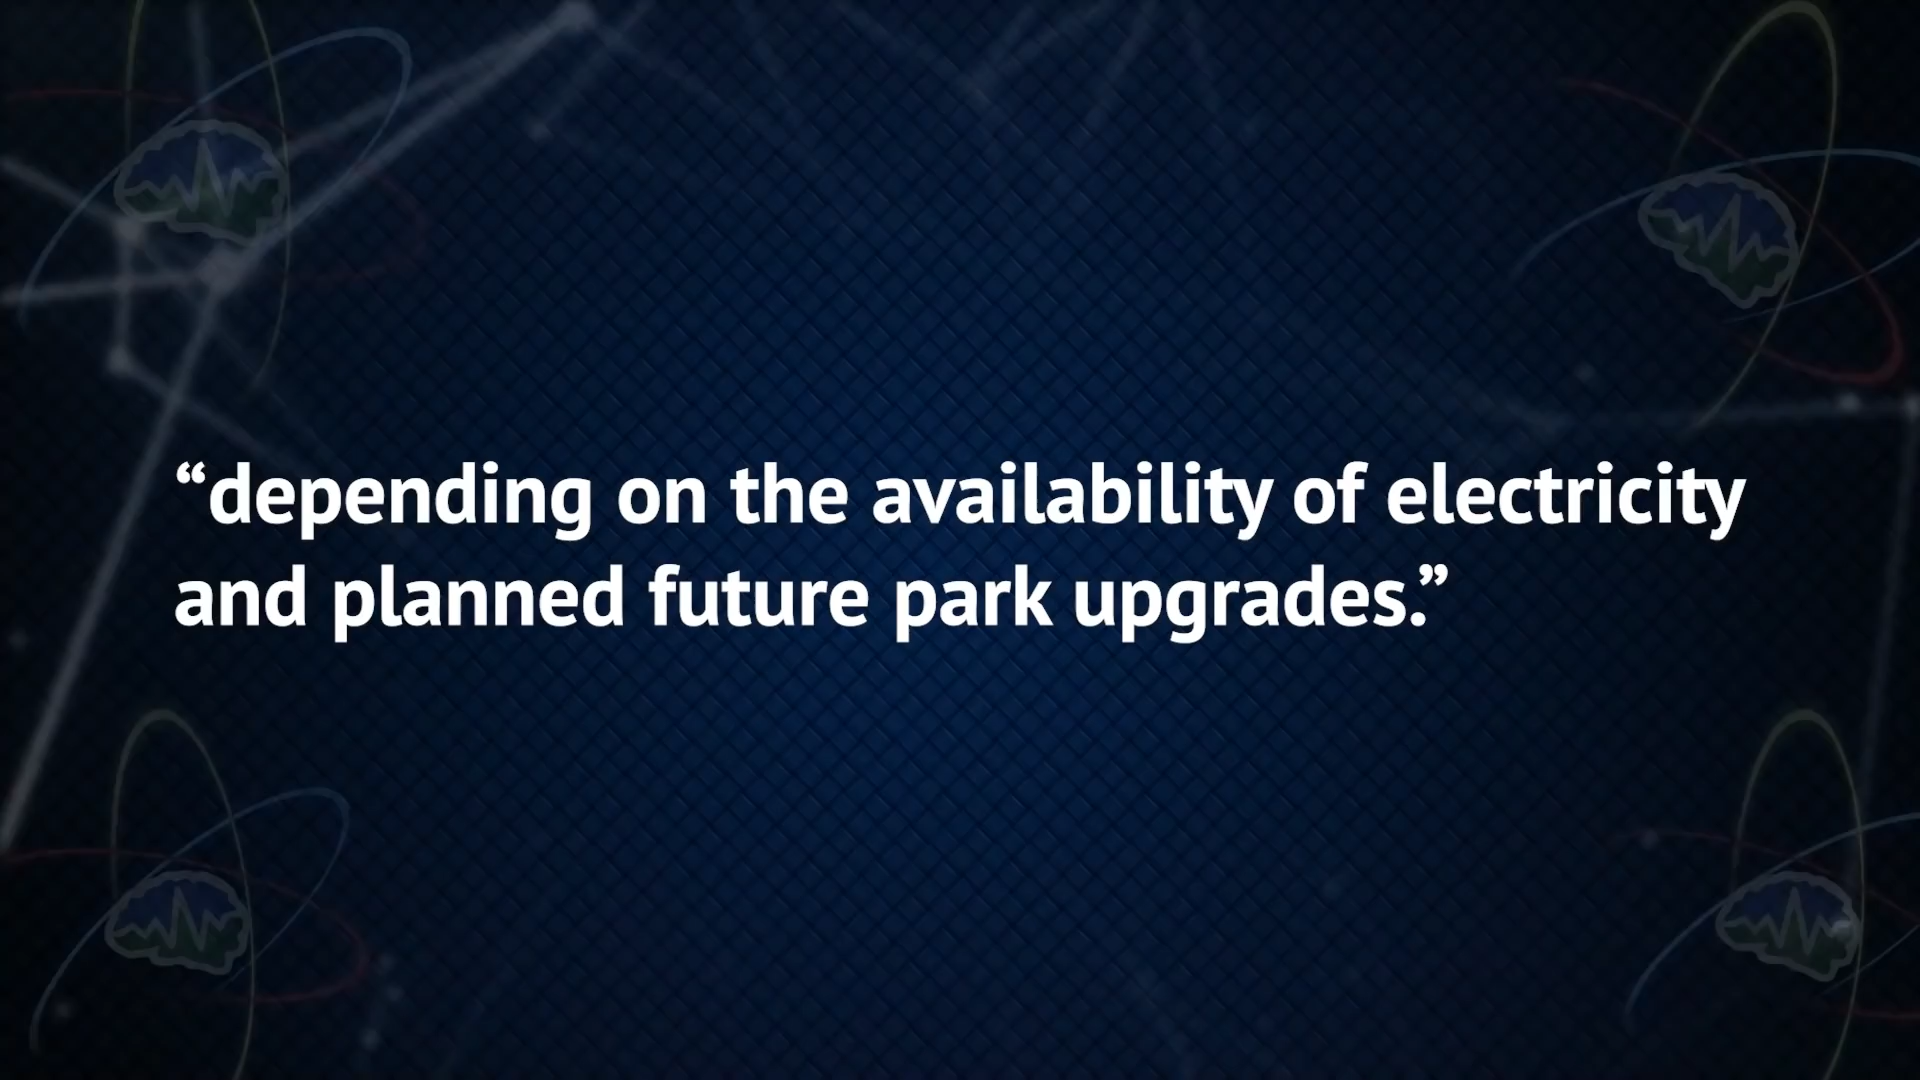 “depending on the availability of electricity
and planned future park upgrades.”